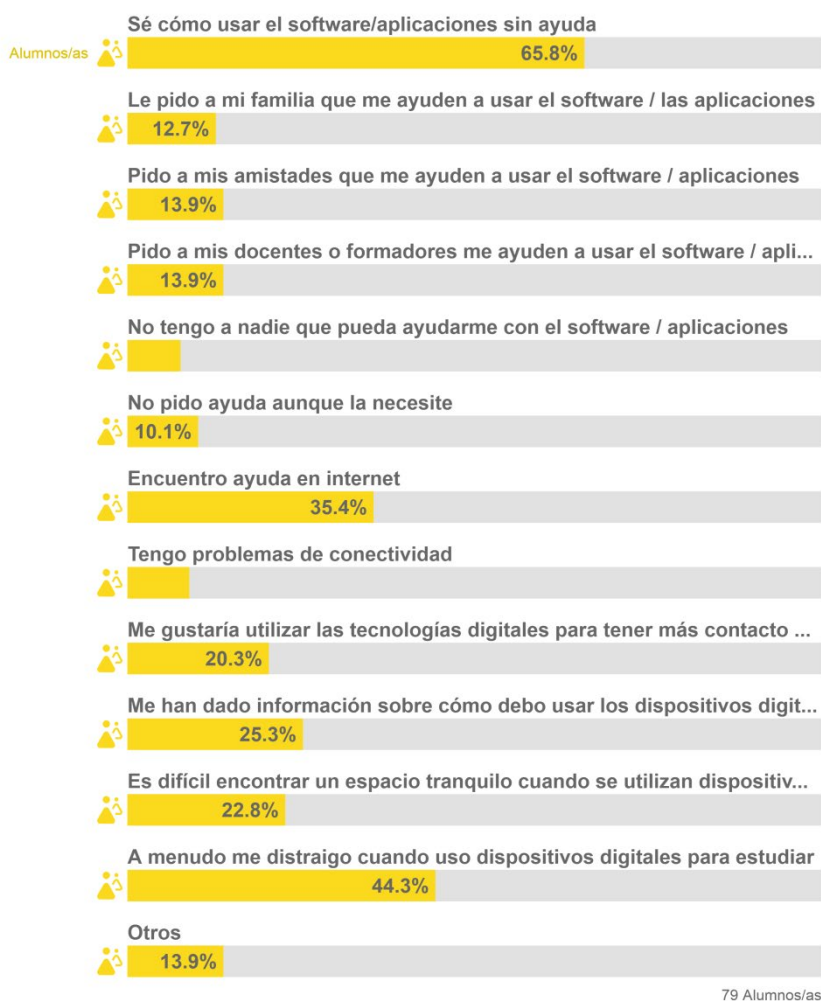 Sé cómo usar el software/aplicaciones sin ayuda
Alumnos/as
65.8%
Le pido a mi familia que me ayuden a usar el software / las aplicaciones
12.7%
Pido a mis amistades que me ayuden a usar el software / aplicaciones
13.9%
Pido a mis docentes o formadores me ayuden a usar el software / apli...
13.9%
No tengo a nadie que pueda ayudarme con el software / aplicaciones
No pido ayuda aunque la necesite
10.1%
Encuentro ayuda en internet
35.4%
Tengo problemas de conectividad
Me gustaría utilizar las tecnologías digitales para tener más contacto ...
20.3%
Me han dado información sobre cómo debo usar los dispositivos digit...
25.3%
Es difícil encontrar un espacio tranquilo cuando se utilizan dispositiv...
22.8%
A menudo me distraigo cuando uso dispositivos digitales para estudiar
44.3%
Otros
13.9%
79 Alumnos/as